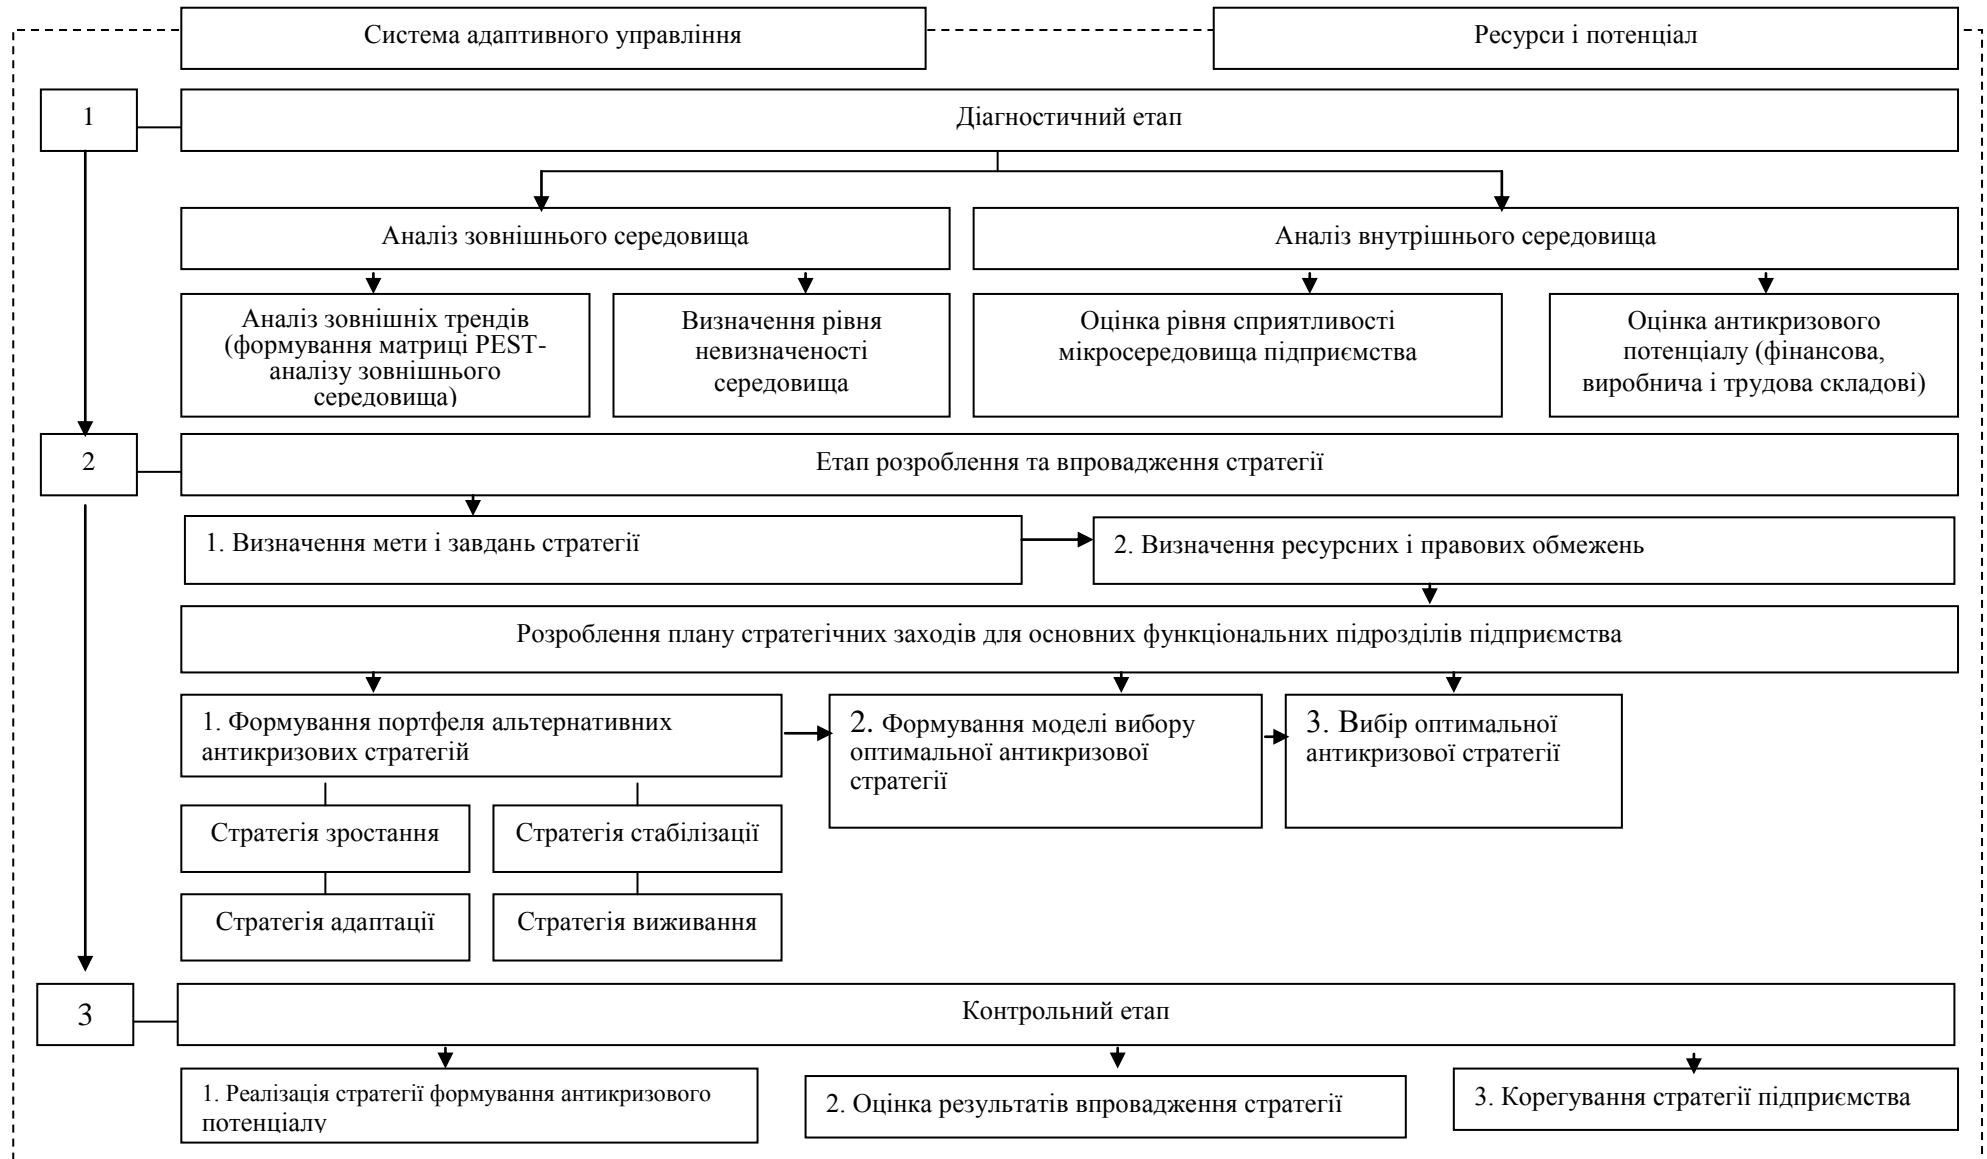 Система адаптивного управління
Ресурси і потенціал
1
Діагностичний етап
Аналіз зовнішнього середовища
Аналіз внутрішнього середовища
Аналіз зовнішніх трендів
(формування матриці PEST-
аналізу зовнішнього
середовища)
Визначення рівня
невизначеності
середовища
Оцінка рівня сприятливості
мікросередовища підприємства
Оцінка антикризового
потенціалу (фінансова,
виробнича і трудова складові)
2
Етап розроблення та впровадження стратегії
1. Визначення мети і завдань стратегії
2. Визначення ресурсних і правових обмежень
Розроблення плану стратегічних заходів для основних функціональних підрозділів підприємства
1. Формування портфеля альтернативних
антикризових стратегій
2. Формування моделі вибору
оптимальної антикризової
стратегії
3. Вибір оптимальної
антикризової стратегії
Стратегія зростання
Стратегія стабілізації
Стратегія адаптації
Стратегія виживання
3
Контрольний етап
1. Реалізація стратегії формування антикризового
потенціалу
2. Оцінка результатів впровадження стратегії
3. Корегування стратегії підприємства